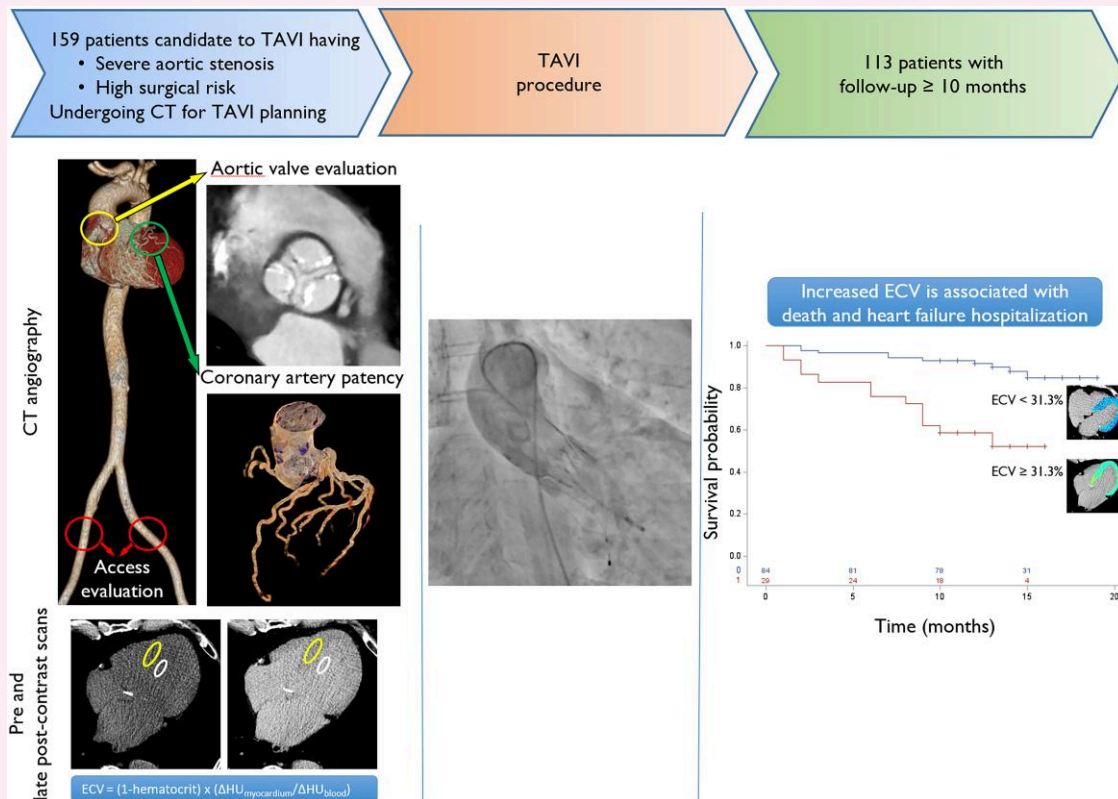 159 patients candidate to TAVI having
• Severe aortic stenosis
• High surgical risk
Undergoing CT for TAVI planning
TAVI
procedure
113 patients with
follow-up ≥ 10 months
CT angiography
Aortic valve evaluation
Coronary artery patency
Access
evaluation
Pre and
late post-contrast scans
ECV = (1-hematocrit) x (ΔHUmyocardium/ΔHUblood)
Increased ECV is associated with
death and heart failure hospitalization
Survival probability
1.0
0.8
0.6
0.4
0.2
0.0
ECV < 31.3%
ECV ≥ 31.3%
0 84 81 78 31
1 29 24 18 4
0 5 10 15 20
Time (months)